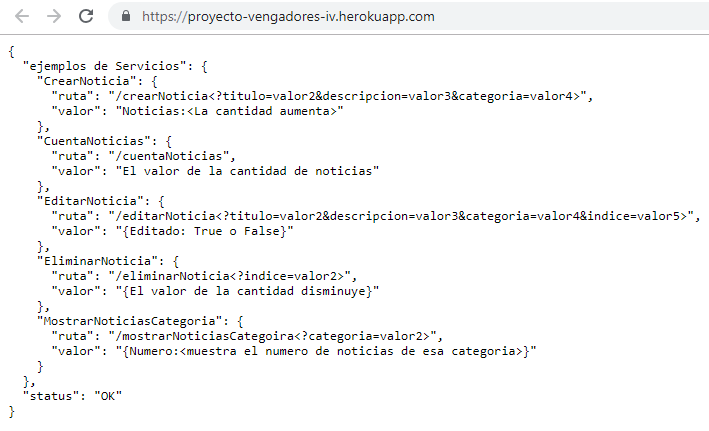 https://proyecto-vengadores-iv.herokuapp.com
{
  "ejemplos de Servicios": {
    "CrearNoticia": {
      "ruta": "/crearNoticia<?titulo=valor2&descripcion=valor3&categoria=valor4>",
      "valor": "Noticias:<La cantidad aumenta>"
    },
    "CuentaNoticias": {
      "ruta": "/cuentaNoticias",
      "valor": "El valor de la cantidad de noticias"
    },
    "EditarNoticia": {
      "ruta": "/editarNoticia<?titulo=valor2&descripcion=valor3&categoria=valor4&indice=valor5>",
      "valor": "{Editado: True o False}"
    },
    "EliminarNoticia": {
      "ruta": "/eliminarNoticia<?indice=valor2>",
      "valor": "{El valor de la cantidad disminuye}"
    },
    "MostrarNoticiasCategoria": {
      "ruta": "/mostrarNoticiasCategoira<?categoria=valor2>",
      "valor": "{Numero:<muestra el numero de noticias de esa categoria>}"
    }
  },
  "status": "OK"
}